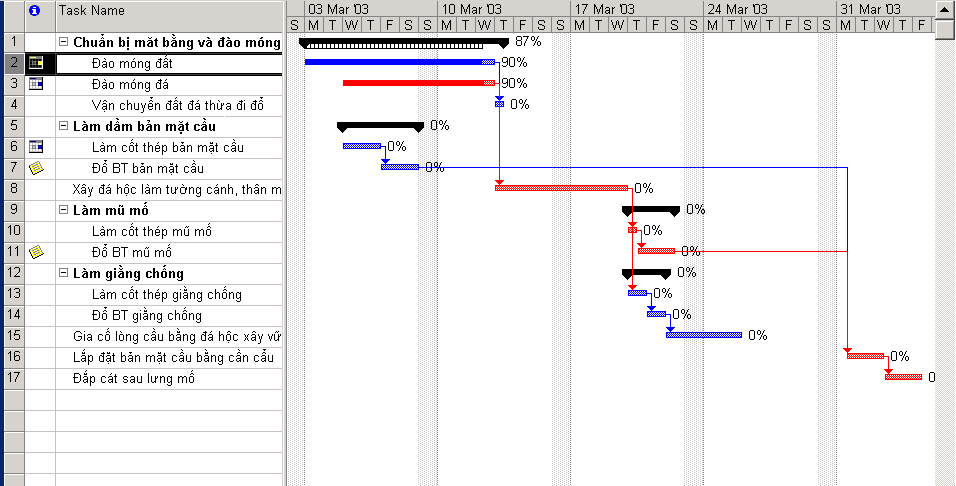 Task Name
03 Mar '03 10 Mar '03 17 Mar '03 24 Mar '03 31 Mar '03
S M T W T F S S M T W T F S S M T W T F S S M T W T F S S M T W T F
1 Chuẩn bị mặt bằng và đào móng 87%
2 Đào móng đất 90%
3 Đào móng đá 90%
4 Vận chuyển đất đá thừa đi đổ 0%
5 Làm dầm bản mặt cầu 0%
6 Làm cốt thép bản mặt cầu 0%
7 Đổ BT bản mặt cầu 0%
8 Xây đá hộc làm tường cánh, thân m 0%
9 Làm mũ mố 0%
10 Làm cốt thép mũ mố 0%
11 Đổ BT mũ mố 0%
12 Làm giằng chống 0%
13 Làm cốt thép giằng chống 0%
14 Đổ BT giằng chống 0%
15 Gia cố lòng cầu bằng đá hộc xây vữ 0%
16 Lắp đặt bản mặt cầu bằng cần cẩu 0%
17 Đắp cát sau lưng mố 0